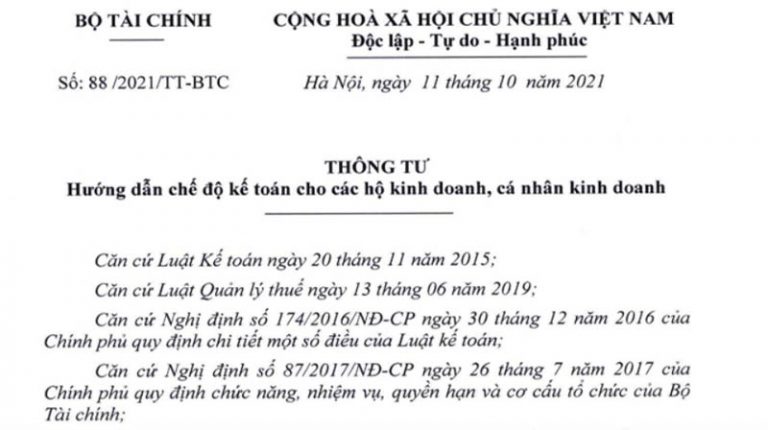 BỘ TÀI CHÍNH
CỘNG HOÀ XÃ HỘI CHỦ NGHĨA VIỆT NAM
Độc lập - Tự do - Hạnh phúc
Số: 88 /2021/TT-BTC
Hà Nội, ngày 11 tháng 10 năm 2021
THÔNG TƯ
Hướng dẫn chế độ kế toán cho các hộ kinh doanh, cá nhân kinh doanh
Căn cứ Luật Kế toán ngày 20 tháng 11 năm 2015;
Căn cứ Luật Quản lý thuế ngày 13 tháng 06 năm 2019;
Căn cứ Nghị định số 174/2016/NĐ-CP ngày 30 tháng 12 năm 2016 của
Chính phủ quy định chi tiết một số điều của Luật kế toán;
Căn cứ Nghị định số 87/2017/NĐ-CP ngày 26 tháng 7 năm 2017 của
Chính phủ quy định chức năng, nhiệm vụ, quyền hạn và cơ cấu tổ chức của Bộ
Tài chính;